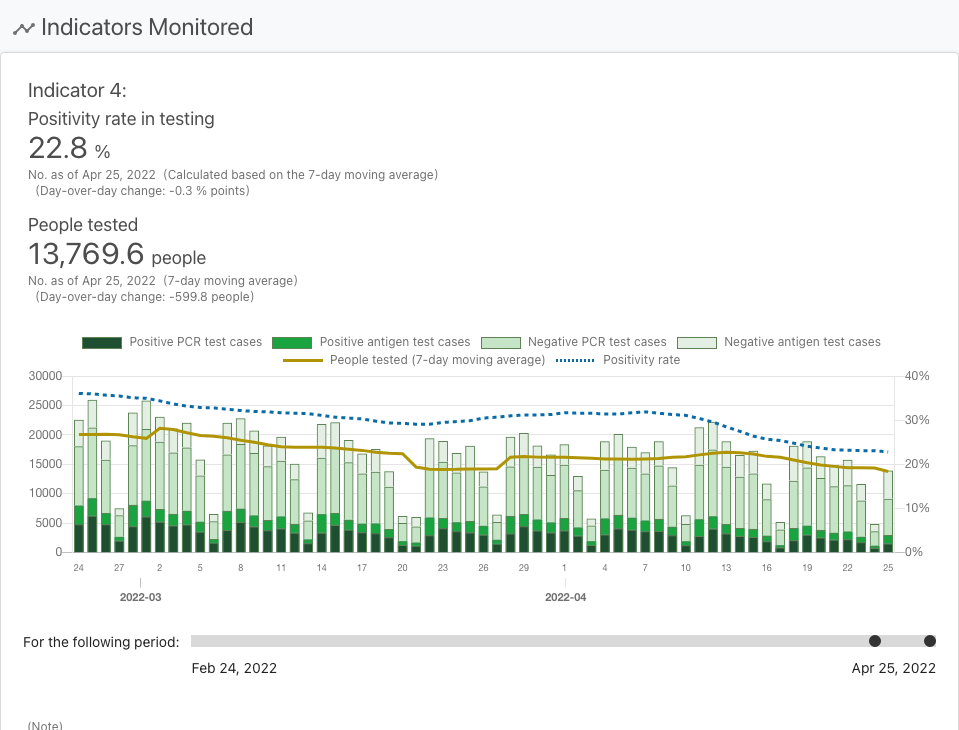 Indicators Monitored
Indicator 4:
Positivity rate in testing
22.8 %
No. as of Apr 25, 2022 (Calculated based on the 7-day moving average)
(Day-over-day change: -0.3 % points)
People tested
13,769.6 people
No. as of Apr 25, 2022 (7-day moving average)
(Day-over-day change: -599.8 people)
Positive PCR test cases Positive antigen test cases Negative PCR test cases Negative antigen test cases
People tested (7-day moving average) Positivity rate
30000 40%
25000 30%
20000
15000 20%
10000 10%
5000
0 0%
24 27 2 5 8 11 14 17 20 23 26 29 1 4 7 10 13 16 19 22 25
2022-03 2022-04
For the following period:
Feb 24, 2022 Apr 25, 2022
(Note)